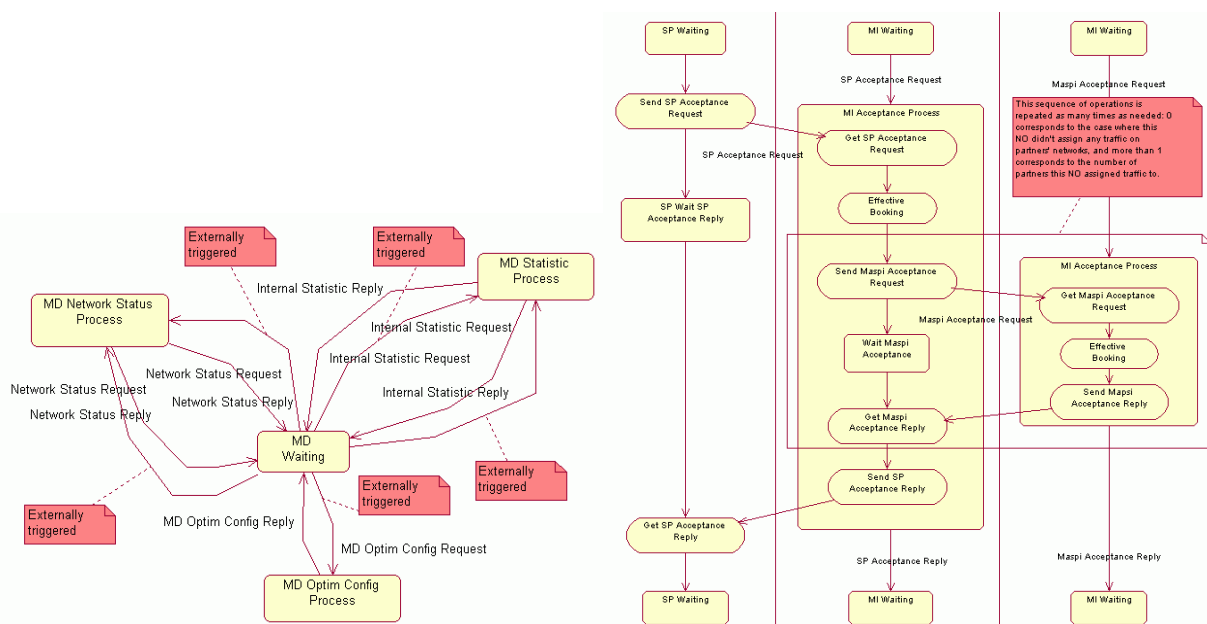 Externally
triggered
Externally
triggered
MD Statistic
Process
Internal Statistic Reply
MD Network Status
Process
Internal Statistic Request
Internal Statistic Request
Network Status Request
Network Status Request
Internal Statistic Reply
Network Status Reply
Network Status Reply
MD
Waiting
Externally
triggered
Externally
triggered
Externally
triggered
MD Optim Config Reply
MD Optim Config Request
MD Optim Config
Process
SP Waiting
MI Waiting
MI Waiting
SP Acceptance Request
Maspi Acceptance Request
Send SP Acceptance
Request
MI Acceptance Process
This sequence of operations is
repeated as many times as needed: 0
corresponds to the case where this
NO didn't assign any traffic on
partners' networks, and more than 1
corresponds to the number of
partners this NO assigned traffic to.
Get SP Acceptance
Request
SP Acceptance Request
Effective
Booking
SP Wait SP
Acceptance Reply
Send Maspi Acceptance
Request
MI Acceptance Process
Get Maspi Acceptance
Request
Maspi Acceptance Request
Wait Maspi
Acceptance
Effective
Booking
Send Mapsi
Acceptance Reply
Get Maspi
Acceptance Reply
Send SP
Acceptance Reply
Get SP Acceptance
Reply
SP Acceptance Reply
Maspi Acceptance Reply
SP Waiting
MI Waiting
MI Waiting